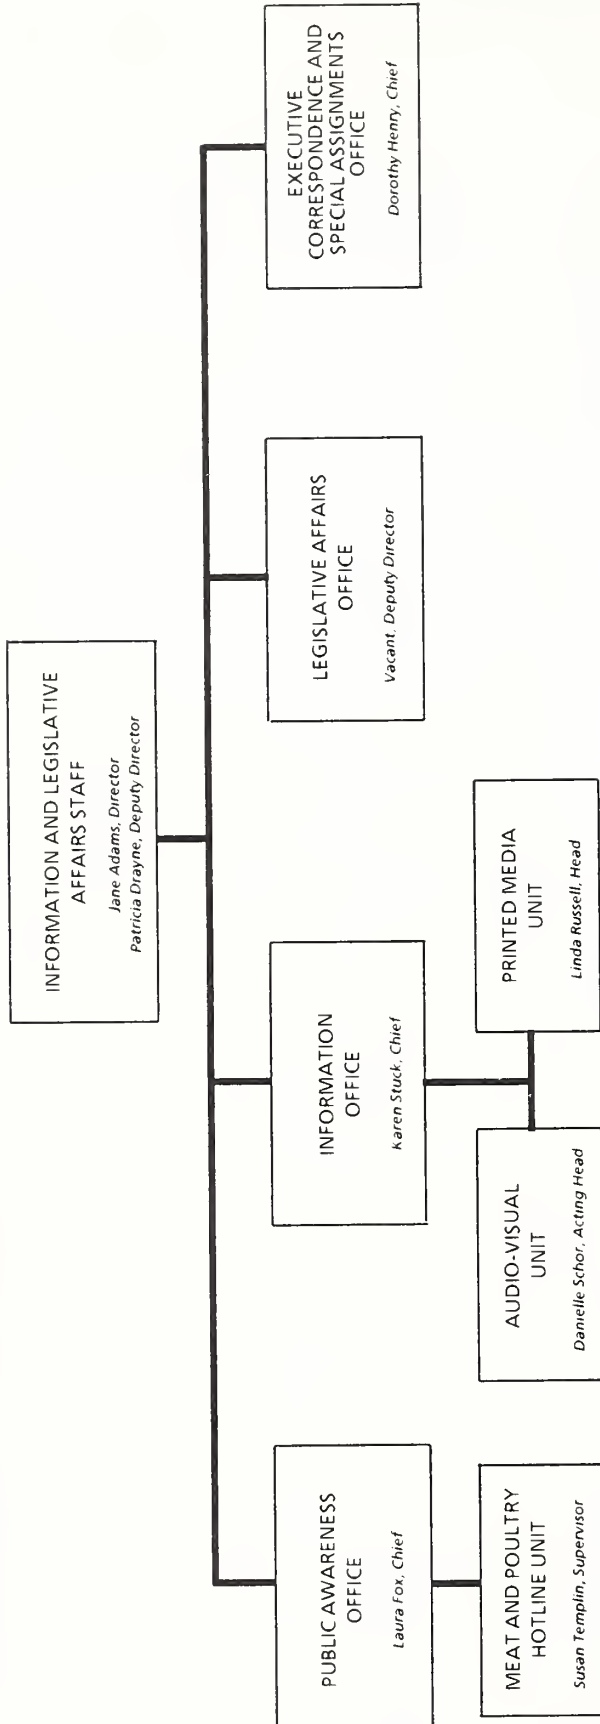 INFORMATION AND LEGISLATIVE
AFFAIRS STAFF
Jane Adams, Director
Patricia Drayne, Deputy Director
PUBLIC AWARENESS
OFFICE
Laura Fox, Chief
INFORMATION
OFFICE
Karen Stuck, Chief
LEGISLATIVE AFFAIRS
OFFICE
Vacant, Deputy Director
EXECUTIVE
CORRESPONDENCE AND
SPECIAL ASSIGNMENTS
OFFICE
Dorothy Henry, Chief
MEAT AND POULTRY
HOTLINE UNIT
Susan Templin, Supervisor
AUDIO-VISUAL
UNIT
Danielle Schor, Acting Head
PRINTED MEDIA
UNIT
Linda Russell, Head